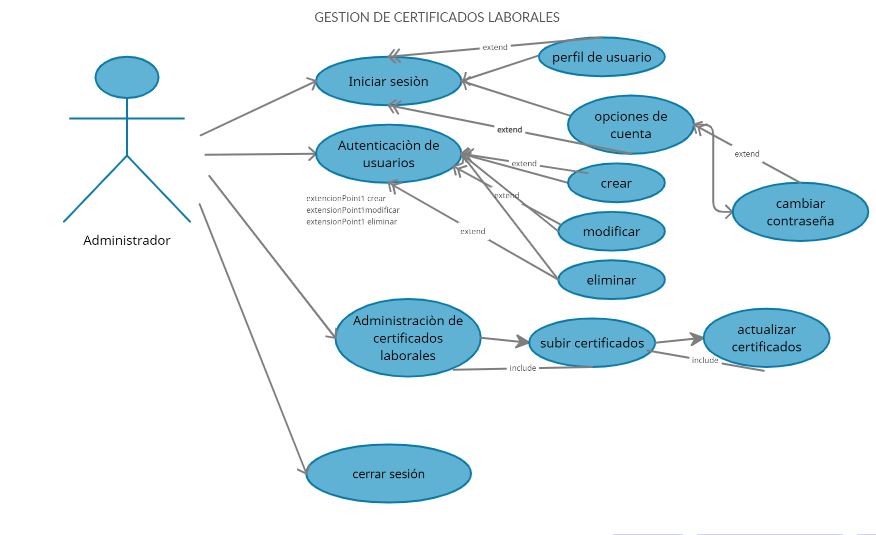 GESTION DE CERTIFICADOS LABORALES
extend
perfil de usuario
Iniciar sesiòn
opciones de
cuenta
extend
Autenticaciòn de
usuarios
extend
extend
crear
extend
cambiar
contraseña
extencionPoint1 crear
extensionPoint1modificar
extensionPoint1 eliminar
modificar
extend
Administrador
eliminar
Administraciòn de
certificados
laborales
subir certificados
actualizar
certificados
include
include
cerrar sesión